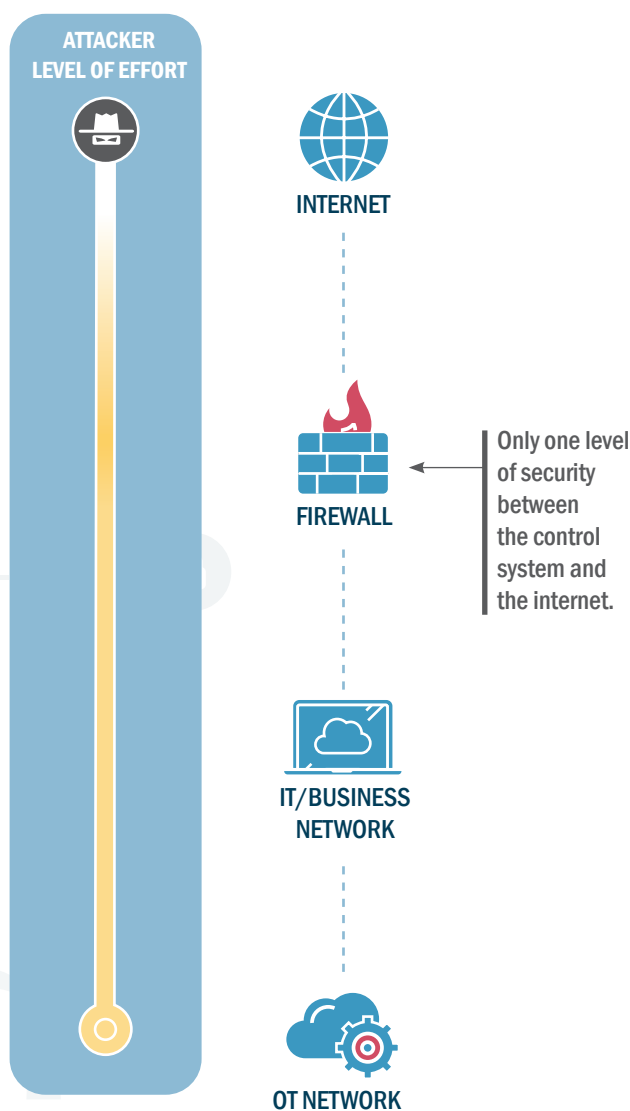 ATTACKER
LEVEL OF EFFORT
INTERNET
FIREWALL
Only one level
of security
between
the control
system and
the internet.
IT/BUSINESS
NETWORK
OT NETWORK